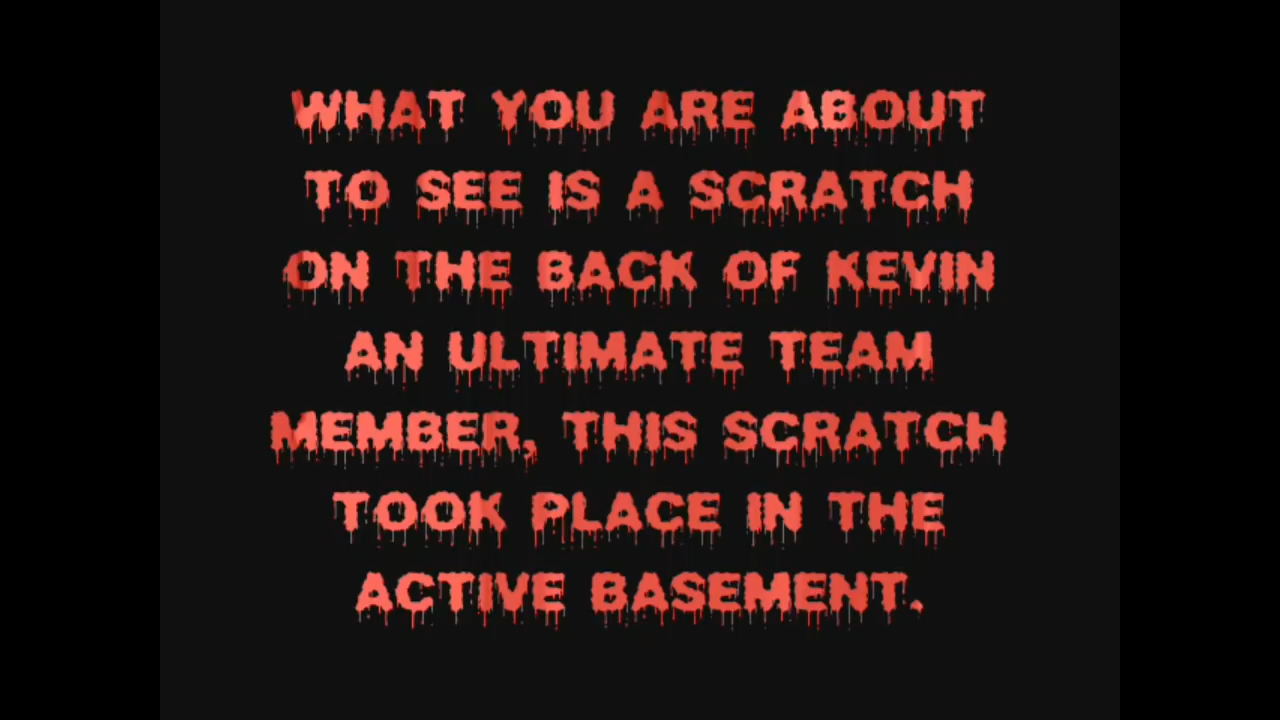 WHAT YOU ARE ABOUT
TO SEE IS A SCRATCH
ON THE BACK OF KEVIN
AN ULTIMATE TEAM
MEMBER, THIS SCRATCH
TOOK PLACE IN THE
ACTIVE BASEMENT.